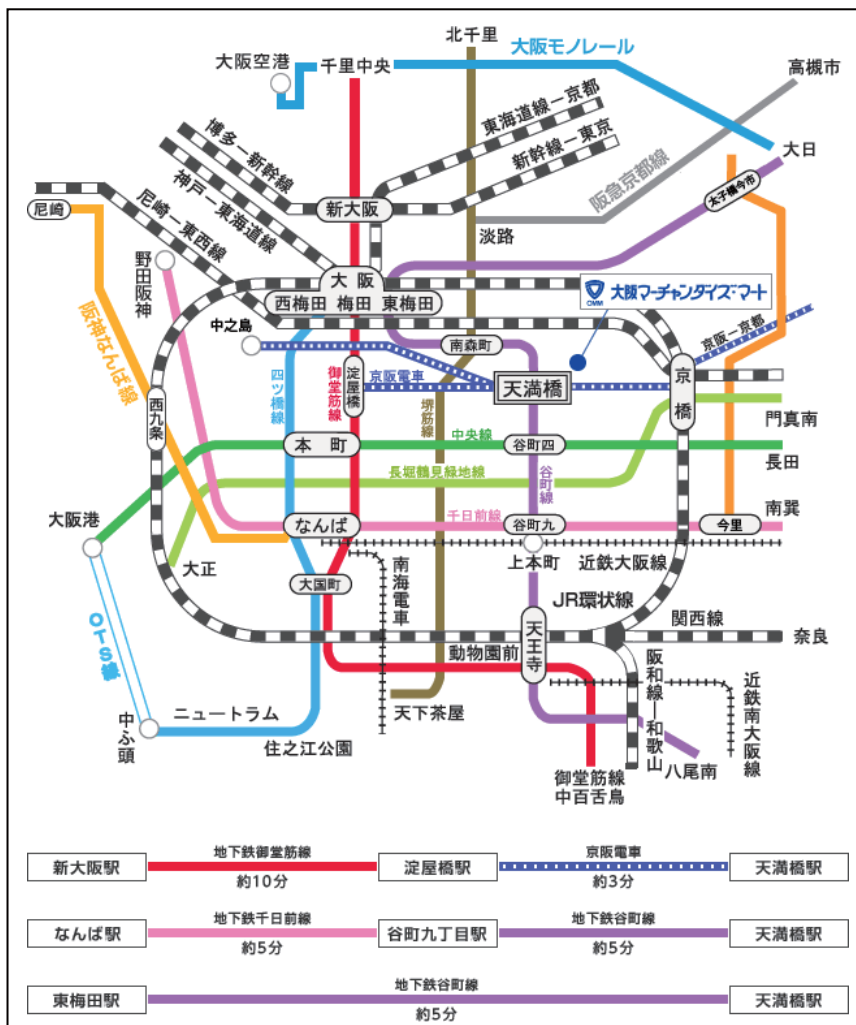 北千里
大阪モノレール
大阪空港
千里中央
高槻市
東海道線ー京都
博多ー新幹線
新幹線ー東京
大日
神戸ー東海道線
阪急京都線
太子橋今市
尼崎ー東西線
尼崎
新大阪
淡路
野田阪神
大阪
CMM
大阪マーチャンダイズ・マート
西梅田 梅田 東梅田
中之島
南森町
京阪ー京都
阪神なんば線
四ツ橋線
御堂筋線
淀屋橋
京阪電車
天満橋
京橋
堺筋線
西九条
門真南
本町
中央線
谷町四
長田
長堀鶴見緑地線
谷町線
大阪港
なんば
千日前線
谷町九
今里
南巽
大正
南海電車
上本町
近鉄大阪線
大国町
JR環状線
OTS線
関西線
奈良
天王寺
動物園前
阪和線ー和歌山
近鉄南大阪線
天下茶屋
中ふ頭
ニュートラム
住之江公園
御堂筋線
中百舌鳥
八尾南
新大阪駅
地下鉄御堂筋線
約10分
淀屋橋駅
京阪電車
約3分
天満橋駅
なんば駅
地下鉄千日前線
約5分
谷町九丁目駅
地下鉄谷町線
約5分
天満橋駅
東梅田駅
地下鉄谷町線
約5分
天満橋駅